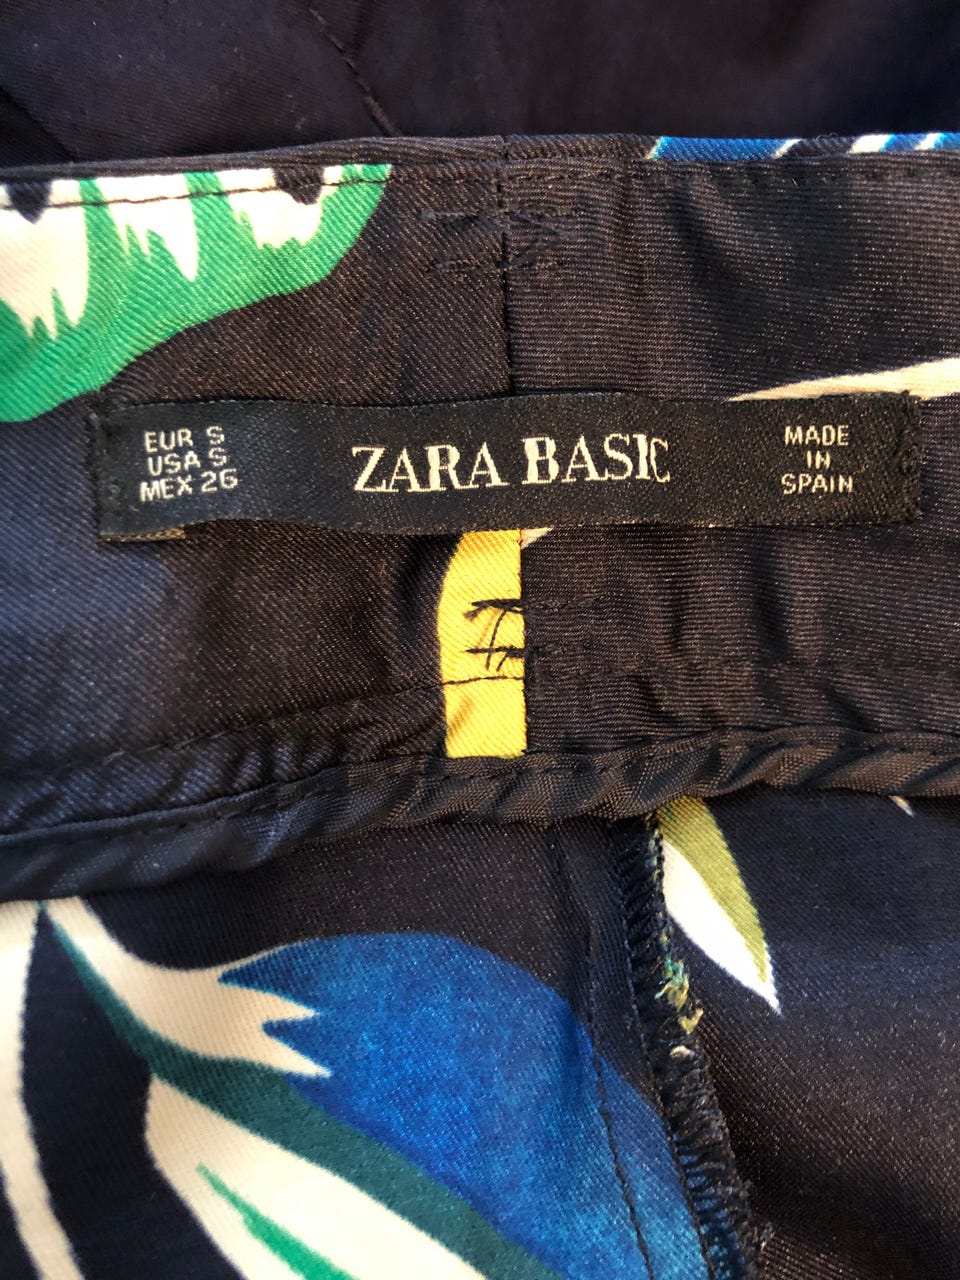 EUR S
USA S
MEX 26
ZARA BASIC
MADE
IN
SPAIN